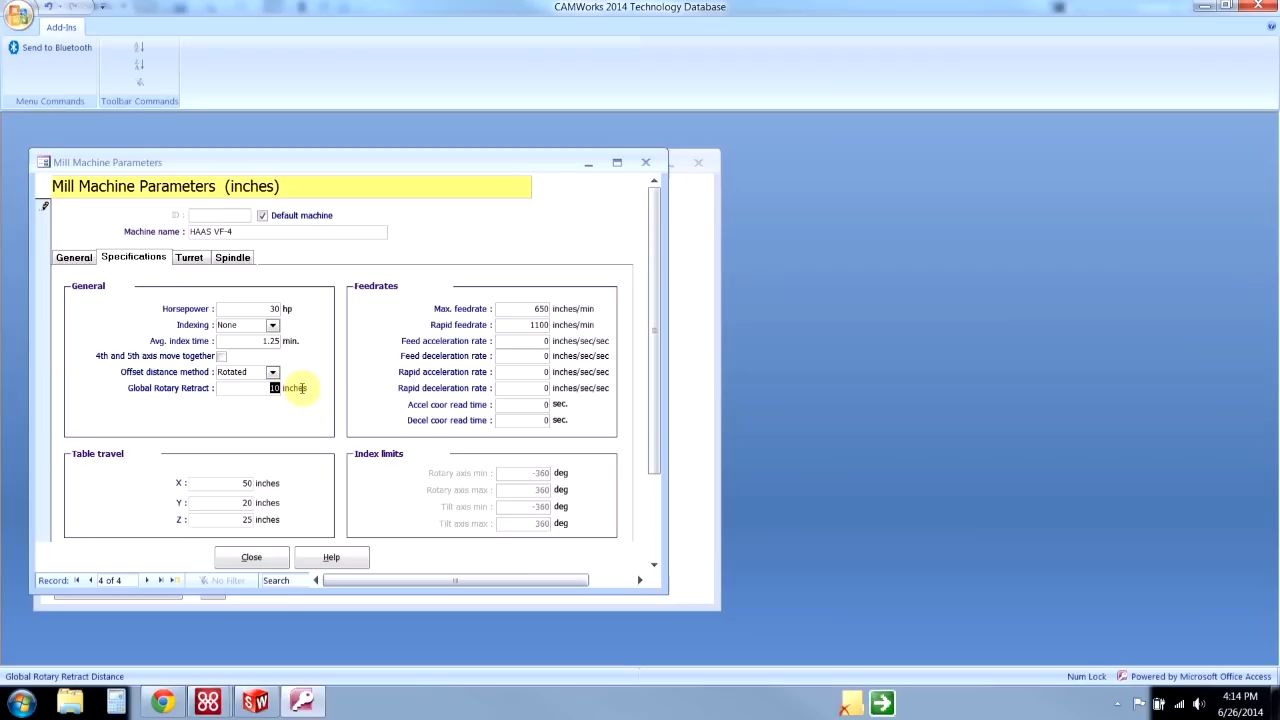 CAMWorks 2014 Technology Database
Add-Ins
Send to Bluetooth
Menu Commands
Toolbar Commands
Mill Machine Parameters
Mill Machine Parameters (inches)
ID :
Default machine
Machine name : HAAS VF-4
General
Specifications
Turret
Spindle
General
Horsepower : 30 hp
Indexing : None
Avg. index time : 1.25 min.
4th and 5th axis move together
Offset distance method : Rotated
Global Rotary Retract : 10 inches
Feedrates
Max. feedrate : 650 inches/min
Rapid feedrate : 1100 inches/min
Feed acceleration rate : 0 inches/sec/sec
Feed deceleration rate : 0 inches/sec/sec
Rapid acceleration rate : 0 inches/sec/sec
Rapid deceleration rate : 0 inches/sec/sec
Accel coor read time : 0 sec.
Decel coor read time : 0 sec.
Table travel
X : 50 inches
Y : 20 inches
Z : 25 inches
Index limits
Rotary axis min : -360 deg
Rotary axis max : 360 deg
Tilt axis min : -360 deg
Tilt axis max : 360 deg
Close
Help
Record: 4 of 4 No Filter Search
Global Rotary Retract Distance
Num Lock
Powered by Microsoft Office Access
SW
4:14 PM
6/26/2014